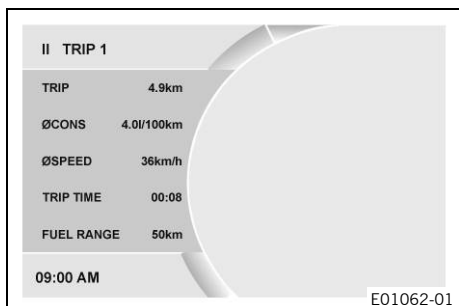 II TRIP 1
TRIP 4.9km
ØCONS 4.0l/100km
ØSPEED 36km/h
TRIP TIME 00:08
FUEL RANGE 50km
09:00 AM
E01062-01